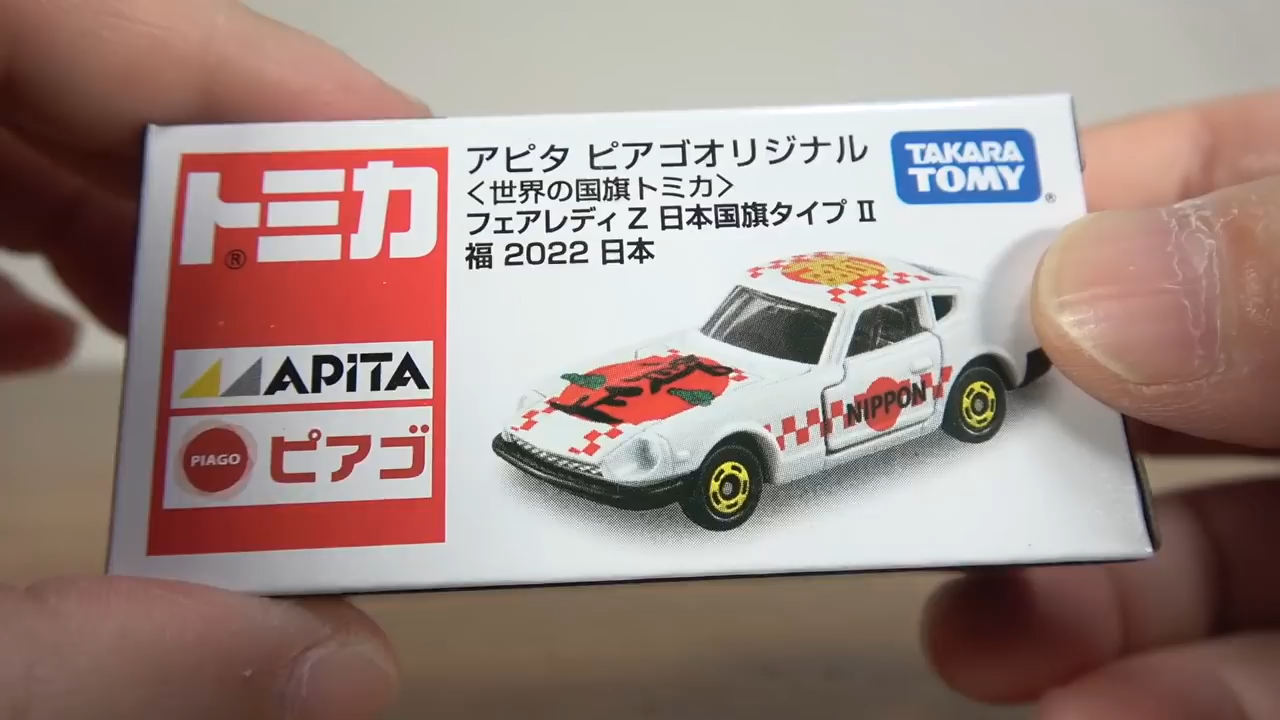 トミカ
®
APiTA
PIAGO ピアゴ
アピタ ピアゴオリジナル
<世界の国旗トミカ>
フェアレディ Z 日本国旗タイプ II
福 2022 日本
TAKARA
TOMY
®
NIPPON